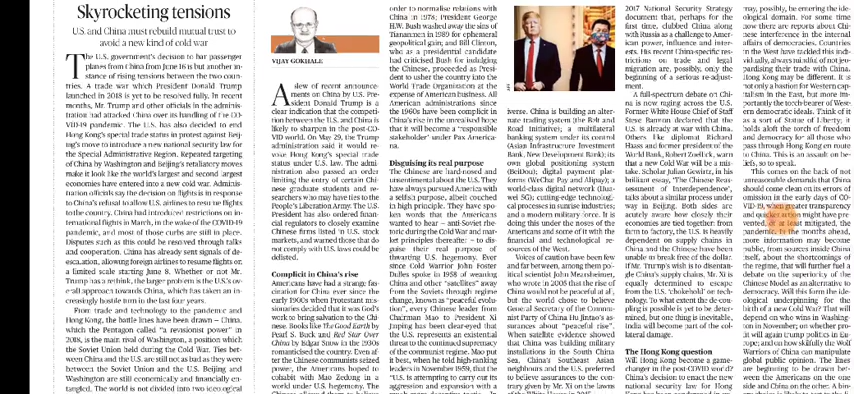 Skyrocketing tensions
U.S. and China must rebuild mutual trust to
avoid a new kind of cold war
The U.S. government's decision to bar passenger
planes from China from June 16 is but another in-
stance of rising tensions between the two coun-
tries. A trade war which President Donald Trump
launched in 2018 is yet to be resolved fully. In recent
months, Mr. Trump and other officials in the adminis-
tration had attacked China over its handling of the CO-
VID-19 pandemic. The U.S. has also decided to end
Hong Kong's special trade status in protest against Beij-
ing's move to introduce a new national security law for
the Special Administrative Region. Repeated targeting
of China by Washington and Beijing's retaliatory moves
make it look like the world's largest and second largest
economies have entered into a new cold war. Adminis-
tration officials say the decision on flights is in response
to China's refusal to allow U.S. airlines to resume flights
to the country. China had introduced restrictions on in-
ternational flights in March, in the wake of the COVID-19
pandemic, and most of those curbs are still in place.
Disputes such as this could be resolved through talks
and cooperation. China has already sent signals of de-
escalation, allowing foreign airlines to resume flights on
a limited scale starting June 8. Whether or not Mr.
Trump has a rethink, the larger problem is the U.S.'s ov-
erall approach towards China, which has taken an in-
creasingly hostile turn in the last four years.
From trade and technology to the pandemic and
Hong Kong, the battle lines have been drawn – China,
which the Pentagon called "a revisionist power" in
2018, is the main rival of Washington, a position which
the Soviet Union held during the Cold War. Ties bet-
ween China and the U.S. are still not as bad as they were
between the Soviet Union and the U.S. Beijing and
Washington are still economically and financially en-
tangled. The world is not divided into two ideological
VIJAY GOKHALE
A slew of recent announce-
ments on China by U.S. Pre-
sident Donald Trump is a
clear indication that the competi-
tion between the U.S. and China is
likely to sharpen in the post-CO-
VID world. On May 29, the Trump
administration said it would re-
voke Hong Kong's special trade
status under U.S. law. The admi-
nistration also passed an order
limiting the entry of certain Chi-
nese graduate students and re-
searchers who may have ties to the
People's Liberation Army. The U.S.
President has also ordered finan-
cial regulators to closely examine
Chinese firms listed in U.S. stock
markets, and warned those that do
not comply with U.S. laws could be
delisted.
Complicit in China's rise
Americans have had a strange fas-
cination for China ever since the
early 1900s when Protestant mis-
sionaries decided that it was God's
work to bring salvation to the Chi-
nese. Books like The Good Earth by
Pearl S. Buck and Red Star Over
China by Edgar Snow in the 1930s
romanticised the country. Even af-
ter the Chinese communists seized
power, the Americans hoped to
cohabit with Mao Zedong in a
world under U.S. hegemony. The
Chinese allowed them to believe
order to normalise relations with
China in 1978; President George
H.W. Bush washed away the sins of
Tiananmen in 1989 for ephemeral
geopolitical gain; and Bill Clinton,
who as a presidential candidate
had criticised Bush for indulging
the Chinese, proceeded as Presi-
dent to usher the country into the
World Trade Organisation at the
expense of American business. All
American administrations since
the 1960s have been complicit in
China's rise in the unrealised hope
that it will become a 'responsible
stakeholder' under Pax America-
na.
Disguising its real purpose
The Chinese are hard-nosed and
unsentimental about the U.S. They
have always pursued America with
a selfish purpose, albeit couched
in high principle. They have spo-
ken words that the Americans
wanted to hear – anti-Soviet rhe-
toric during the Cold War and mar-
ket principles thereafter – to dis-
guise their real purpose of
thwarting U.S. hegemony. Ever
since Cold Warrior John Foster
Dulles spoke in 1958 of weaning
China and other "satellites" away
from the Soviets through regime
change, known as "peaceful evolu-
tion", every Chinese leader from
Chairman Mao to President Xi
Jinping has been clear-eyed that
the U.S. represents an existential
threat to the continued supremacy
of the communist regime. Mao put
it best, when he told high-ranking
leaders in November 1959, that the
"U.S. is attempting to carry out its
aggression and expansion with a
verse. China is building an alter-
nate trading system (the Belt and
Road initiative); a multilateral
banking system under its control
(Asian Infrastructure Investment
Bank, New Development Bank); its
own global positioning system
(BeiDou); digital payment plat-
forms (WeChat Pay and Alipay); a
world-class digital network (Hua-
wei 5G); cutting-edge technologi-
cal processes in sunrise industries;
and a modern military force. It is
doing this under the noses of the
Americans and some of it with the
financial and technological re-
sources of the West.
Voices of caution have been few
and far between, among them pol-
itical scientist John Mearsheimer,
who wrote in 2005 that the rise of
China would not be peaceful at all,
but the world chose to believe
General Secretary of the Commu-
nist Party of China Hu Jintao's as-
surances about "peaceful rise".
When satellite evidence showed
that China was building military
installations in the South China
Sea, China's Southeast Asian
neighbours and the U.S. preferred
to believe assurances to the con-
trary given by Mr. Xi on the lawns
2017 National Security Strategy
document that, perhaps for the
first time, clubbed China along
with Russia as a challenge to Amer-
ican power, influence and inter-
ests. His recent China-specific res-
trictions on trade and legal
migration are, possibly, only the
beginning of a serious re-adjust-
ment.
A full-spectrum debate on Chi-
na is now raging across the U.S.
Former White House Chief of Staff
Steve Bannon declared that the
U.S. is already at war with China.
Others like diplomat Richard
Haass and former president of the
World Bank, Robert Zoellick, warn
that a new Cold War will be a mis-
take. Scholar Julian Gewirtz, in his
brilliant essay, 'The Chinese Reas-
sessment of Interdependence',
talks about a similar process under
way in Beijing. Both sides are
acutely aware how closely their
economies are tied together: from
farm to factory, the U.S. is heavily
dependent on supply chains in
China and the Chinese have been
unable to break free of the dollar.
If Mr. Trump's wish is to disentan-
gle China's supply chains, Mr. Xi is
equally determined to escape
from the U.S. 'chokehold' on tech-
nology. To what extent the de-cou-
pling is possible is yet to be deter-
mined, but one thing is inevitable,
India will become part of the col-
lateral damage.
The Hong Kong question
Will Hong Kong become a game-
changer in the post-COVID world?
China's decision to enact the new
national security law for Hong
may, possibly, be entering the ide-
ological domain. For some time
now there are reports about Chi-
nese interference in the internal
affairs of democracies. Countries
in the West have tackled this indi-
vidually, always mindful of not jeo-
pardising their trade with China.
Hong Kong may be different. It is
not only a bastion for Western cap-
italism in the East, but more im-
portantly the torch-bearer of West-
ern democratic ideals. Think of it
as a sort of Statue of Liberty; it
holds aloft the torch of freedom
and democracy for all those who
pass through Hong Kong en route
to China. This is an assault on be-
liefs, so to speak.
This comes on the back of not
unreasonable demands that China
should come clean on its errors of
omission in the early days of CO-
VID-19, when greater transparency
and quicker action might have pre-
vented, or at least mitigated, the
pandemic. In the months ahead,
more information may become
public, from sources inside China
itself, about the shortcomings of
the regime, that will further fuel a
debate on the superiority of the
Chinese Model as an alternative to
democracy. Will this form the ide-
ological underpinning for the
birth of a new Cold War? That will
depend on who wins in Washing-
ton in November; on whether pro-
fit will again trump politics in Eu-
rope; and on how skilfully the Wolf
Warriors of China can manipulate
global public opinion. The lines
are beginning to be drawn bet-
ween the Americans on the one
side and China on the other. A bin-